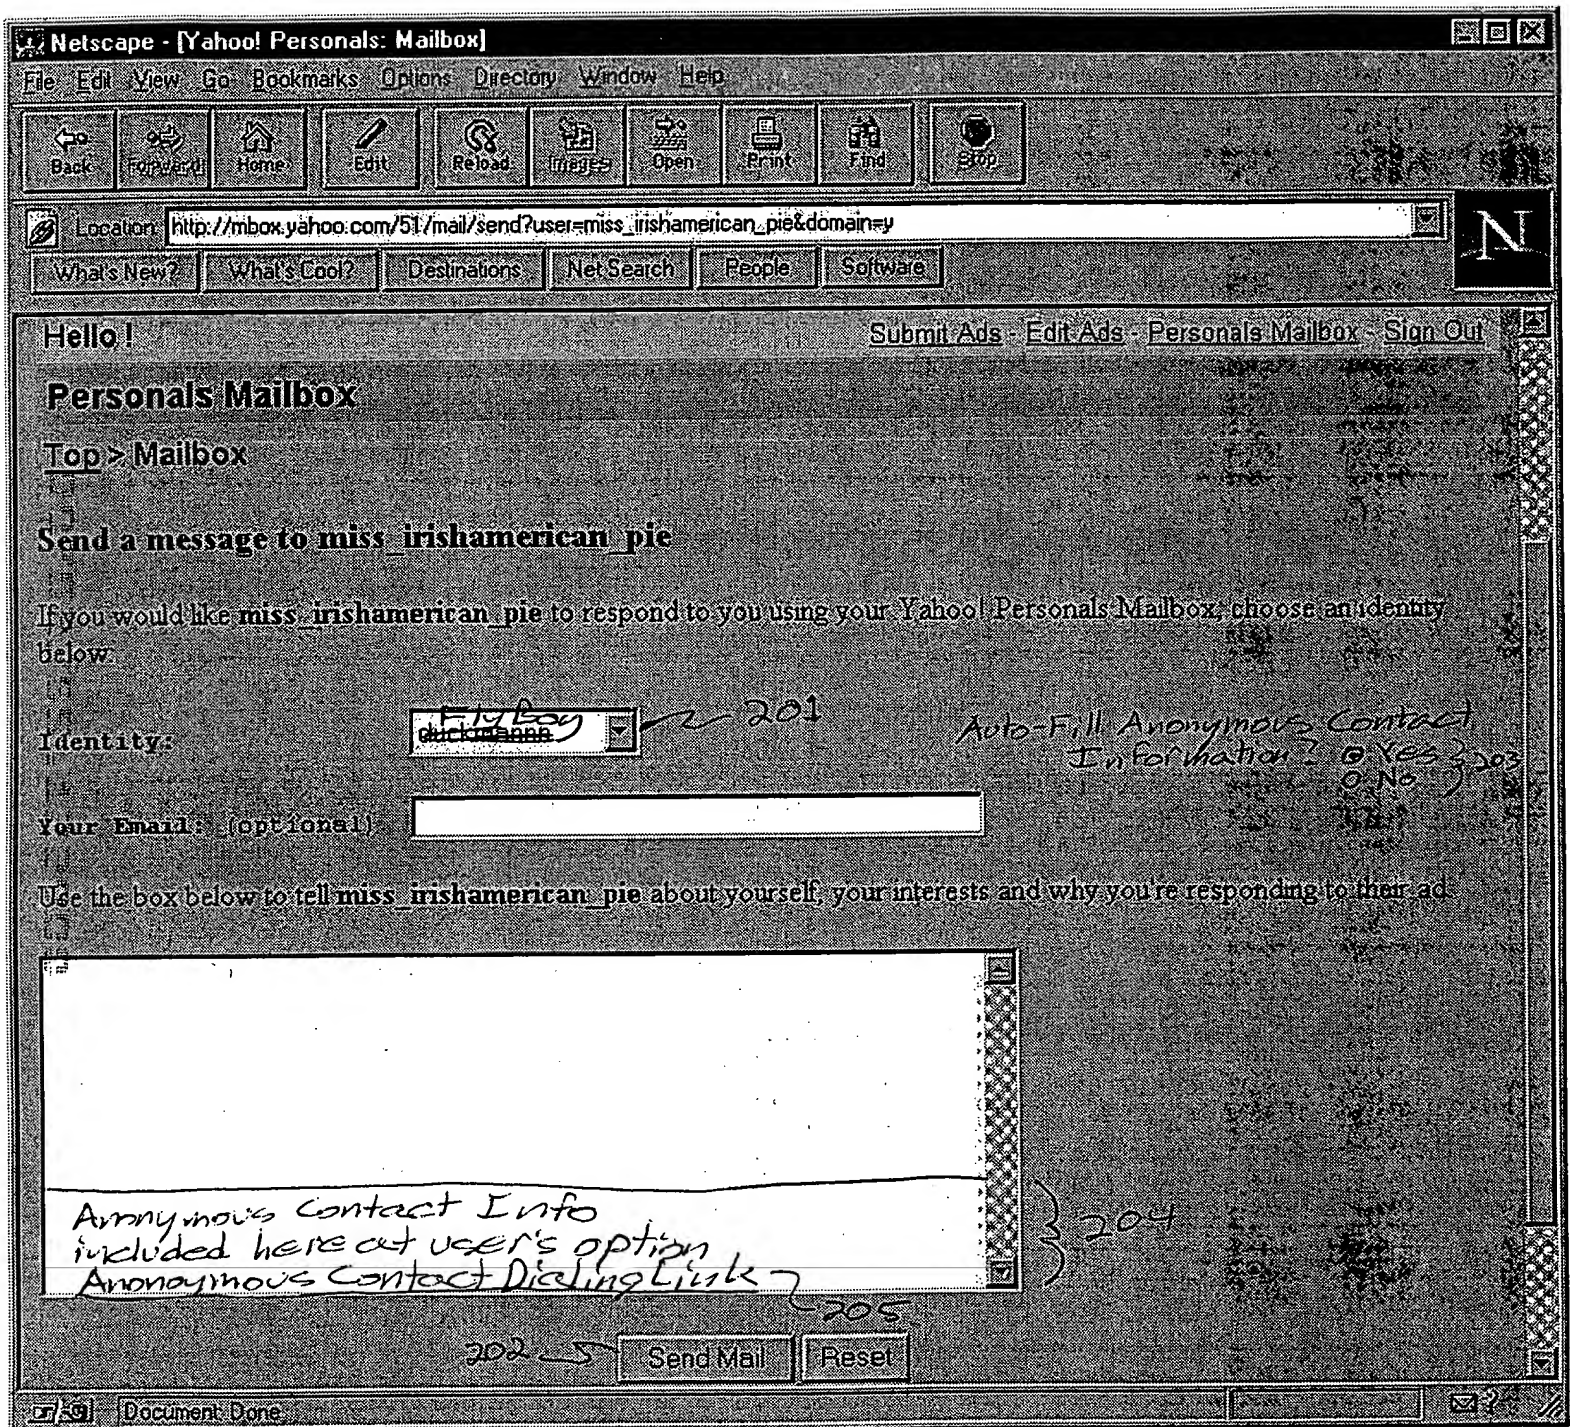 Netscape - [Yahoo! Personals: Mailbox]
File Edit View Go Bookmarks Options Directory Window Help
Back Forward Home Edit Reload Images Open Print Find Stop
Location: http://mbox.yahoo.com/51/mail/send?user=miss_irishamerican_pie&domain=y
N
What's New? What's Cool? Destinations Net Search People Software
Hello ! Submit Ads - Edit Ads - Personals Mailbox - Sign Out
Personals Mailbox
Top > Mailbox
Send a message to miss_irishamerican_pie
If you would like miss_irishamerican_pie to respond to you using your Yahoo! Personals Mailbox, choose an identity
below:
FlyBoy 201 Auto-Fill Anonymous Contact
Identity: duckmannn Information? Yes 203
No
Your Email: (optional)
Use the box below to tell miss_irishamerican_pie about yourself, your interests and why you're responding to their ad
Anonymous Contact Info
included here at user's option 204
Anonoymous Contact Dialing Link
205
202 Send Mail Reset
Document: Done